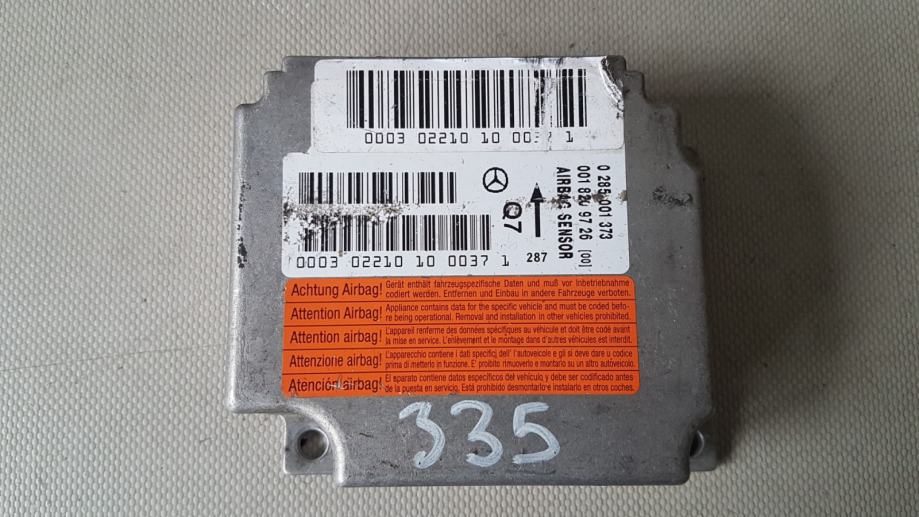 0003 02210 10 003 1
0 285 001 373
001 820 97 26 [00]
AIRBAG SENSOR
Q7
287
0003 02210 10 0037 1
Achtung Airbag! Gerät enthält fahrzeugspezifische Daten und muß vor Inbetriebnahme
codiert werden. Entfernen und Einbau in andere Fahrzeuge verboten.
Attention Airbag! Appliance contains data for the specific vehicle and must be coded befo-
re being operational. Removal and installation in other vehicles prohibited.
Attention airbag! L'appareil renferme des données spécifiques au véhicule et doit être codé avant
la mise en service. L'enlèvement et le montage dans d'autres véhicules est interdit.
Attenzione airbag! L'apparecchio contiene i dati specifici dell' l'autoveicolo e gli si deve dare u codice
prima di metterlo in funzione. E' proibito rimuoverlo e montarlo su un altro autoveicolo.
Atención airbag! El aparato contiene datos específicos del vehículo y debe ser codificado antes
de la puesta en servicio. Está prohibido desmontarlo e instalarlo en otros coches.
335